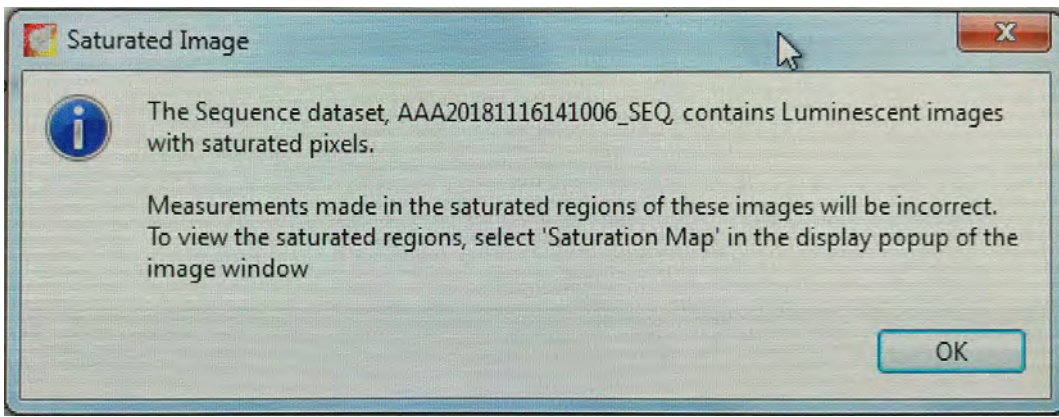 Saturated Image
The Sequence dataset, AAA20181116141006_SEQ, contains Luminescent images
with saturated pixels.
Measurements made in the saturated regions of these images will be incorrect.
To view the saturated regions, select 'Saturation Map' in the display popup of the
image window
OK